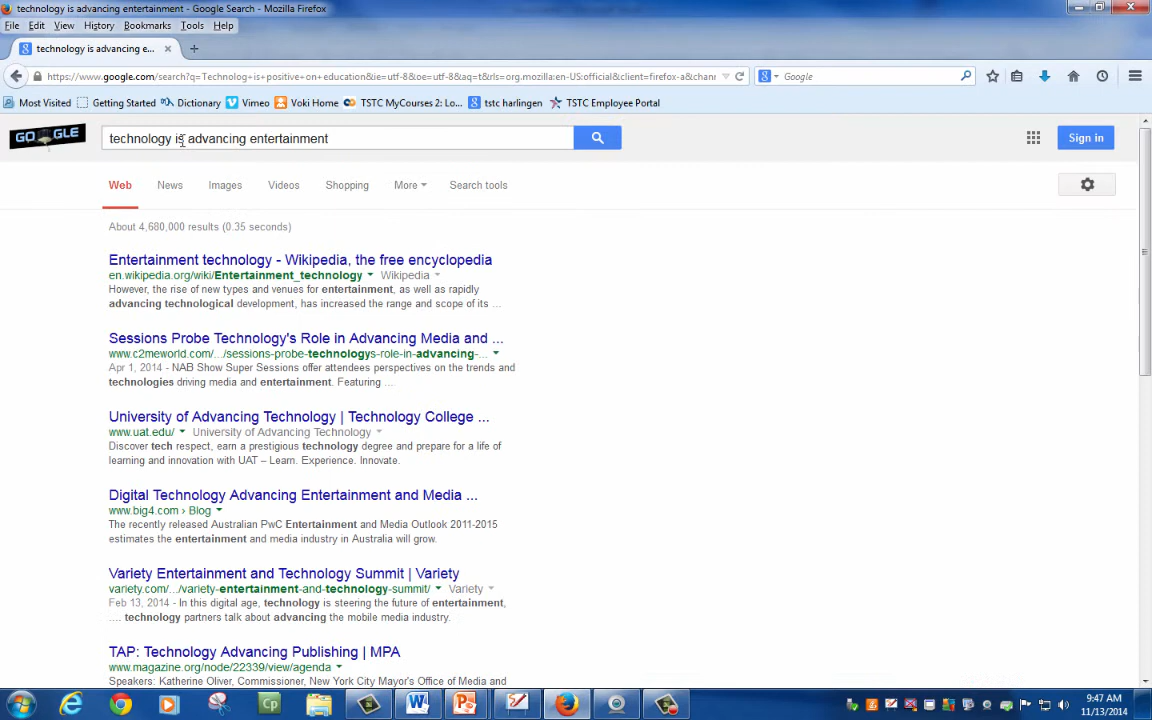 technology is advancing entertainment - Google Search - Mozilla Firefox
File Edit View History Bookmarks Tools Help
technology is advancing e...
https://www.google.com/search?q=Technolog+is+positive+on+education&ie=utf-8&oe=utf-8&aq=t&rls=org.mozilla:en-US:official&client=firefox-a&chann
Google
Most Visited Getting Started Dictionary Vimeo Voki Home TSTC MyCourses 2: Lo... tstc harlingen TSTC Employee Portal
GOOGLE technology is advancing entertainment Sign in
Web News Images Videos Shopping More Search tools
About 4,680,000 results (0.35 seconds)
Entertainment technology - Wikipedia, the free encyclopedia
en.wikipedia.org/wiki/Entertainment_technology Wikipedia
However, the rise of new types and venues for entertainment, as well as rapidly
advancing technological development, has increased the range and scope of its ...
Sessions Probe Technology's Role in Advancing Media and ...
www.c2meworld.com/.../sessions-probe-technologys-role-in-advancing-...
Apr 1, 2014 - NAB Show Super Sessions offer attendees perspectives on the trends and
technologies driving media and entertainment. Featuring ...
University of Advancing Technology | Technology College ...
www.uat.edu/ University of Advancing Technology
Discover tech respect, earn a prestigious technology degree and prepare for a life of
learning and innovation with UAT – Learn. Experience. Innovate.
Digital Technology Advancing Entertainment and Media ...
www.big4.com › Blog
The recently released Australian PwC Entertainment and Media Outlook 2011-2015
estimates the entertainment and media industry in Australia will grow.
Variety Entertainment and Technology Summit | Variety
variety.com/.../variety-entertainment-and-technology-summit/ Variety
Feb 13, 2014 - In this digital age, technology is steering the future of entertainment,
.... technology partners talk about advancing the mobile media industry.
TAP: Technology Advancing Publishing | MPA
www.magazine.org/node/22339/view/agenda
Speakers: Katherine Oliver, Commissioner, New York City Mayor's Office of Media and
Cp
9:47 AM
11/13/2014